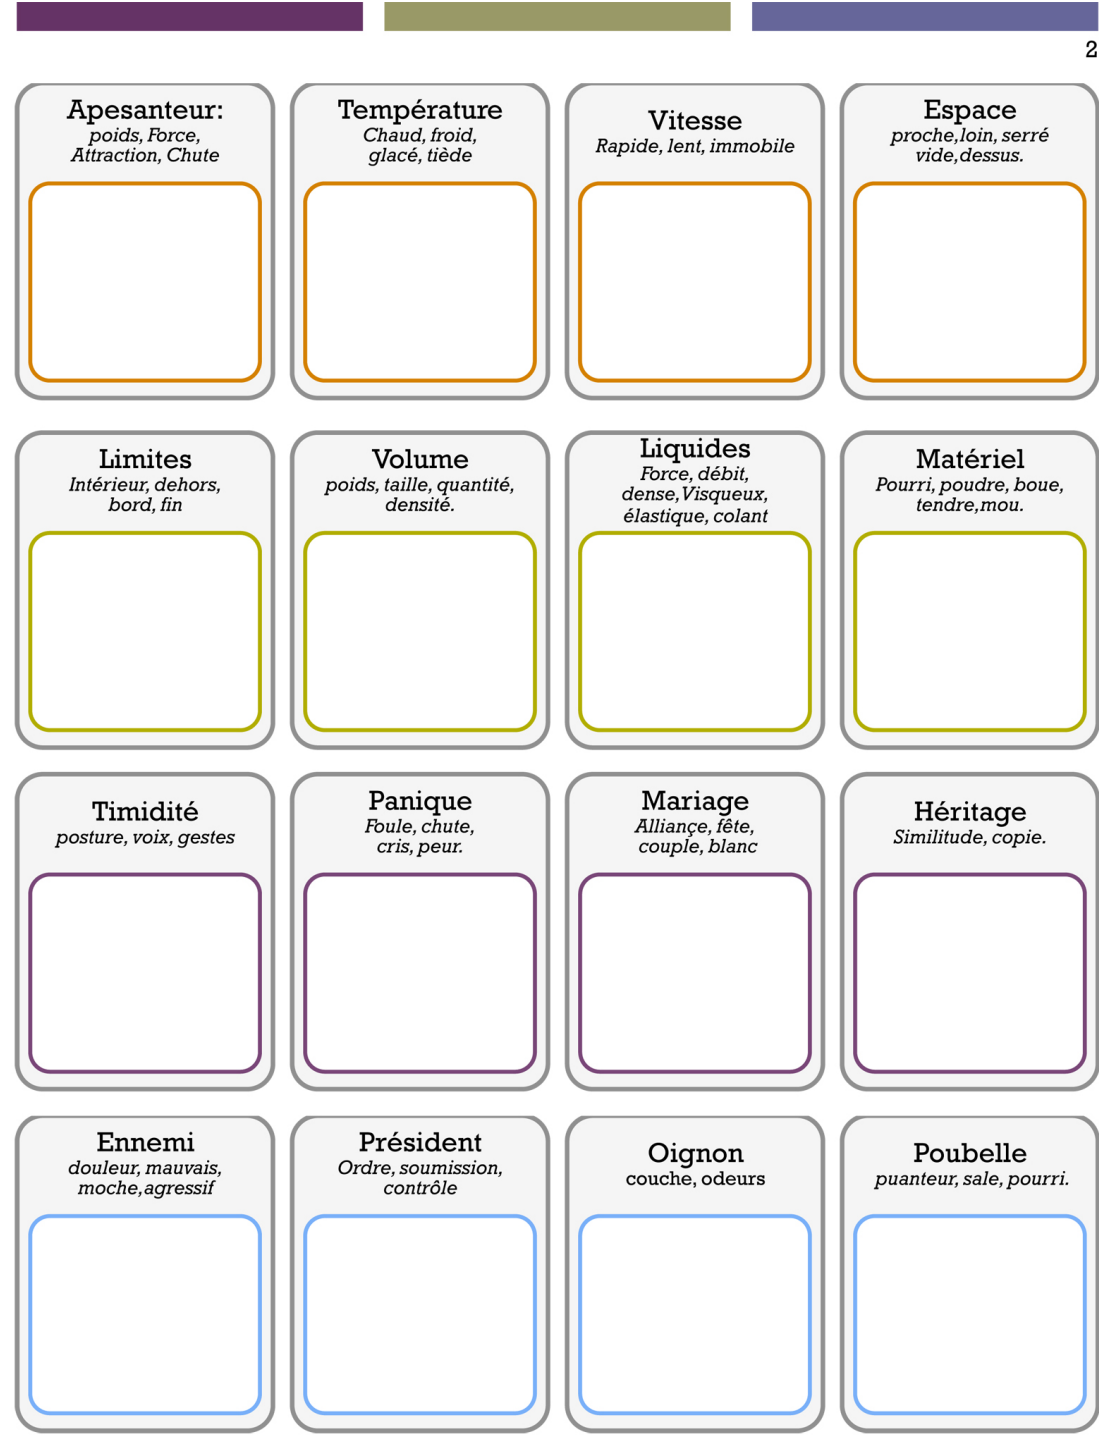 2
Apesanteur:
poids, Force,
Attraction, Chute
Température
Chaud, froid,
glacé, tiède
Vitesse
Rapide, lent, immobile
Espace
proche,loin, serré
vide,dessus.
Limites
Intérieur, dehors,
bord, fin
Volume
poids, taille, quantité,
densité.
Liquides
Force, débit,
dense,Visqueux,
élastique, colant
Matériel
Pourri, poudre, boue,
tendre,mou.
Timidité
posture, voix, gestes
Panique
Foule, chute,
cris, peur.
Mariage
Alliançe, fête,
couple, blanc
Héritage
Similitude, copie.
Ennemi
douleur, mauvais,
moche,agressif
Président
Ordre, soumission,
contrôle
Oignon
couche, odeurs
Poubelle
puanteur, sale, pourri.